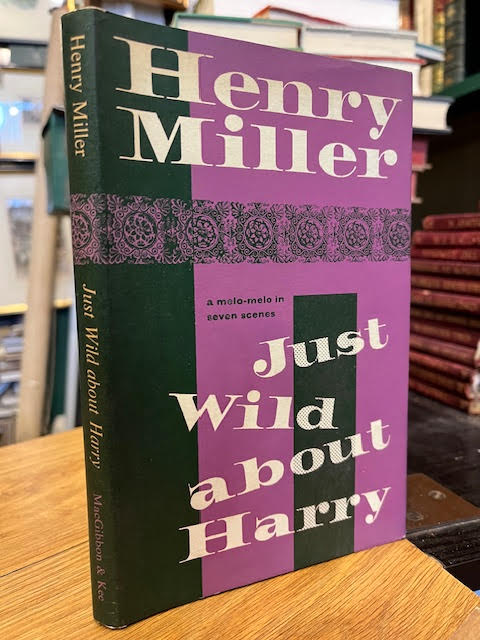 Henry Miller
Just Wild about Harry
MacGibbon & Kee
Henry
Miller
a melo-melo in
seven scenes
Just
Wild
about
Harry